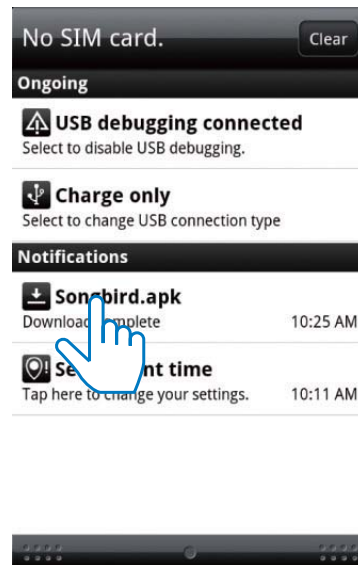 No SIM card.
Clear
Ongoing
USB debugging connected
Select to disable USB debugging.
Charge only
Select to change USB connection type
Notifications
Songbird.apk
Download complete 10:25 AM
nt time
Tap here to change your settings. 10:11 AM